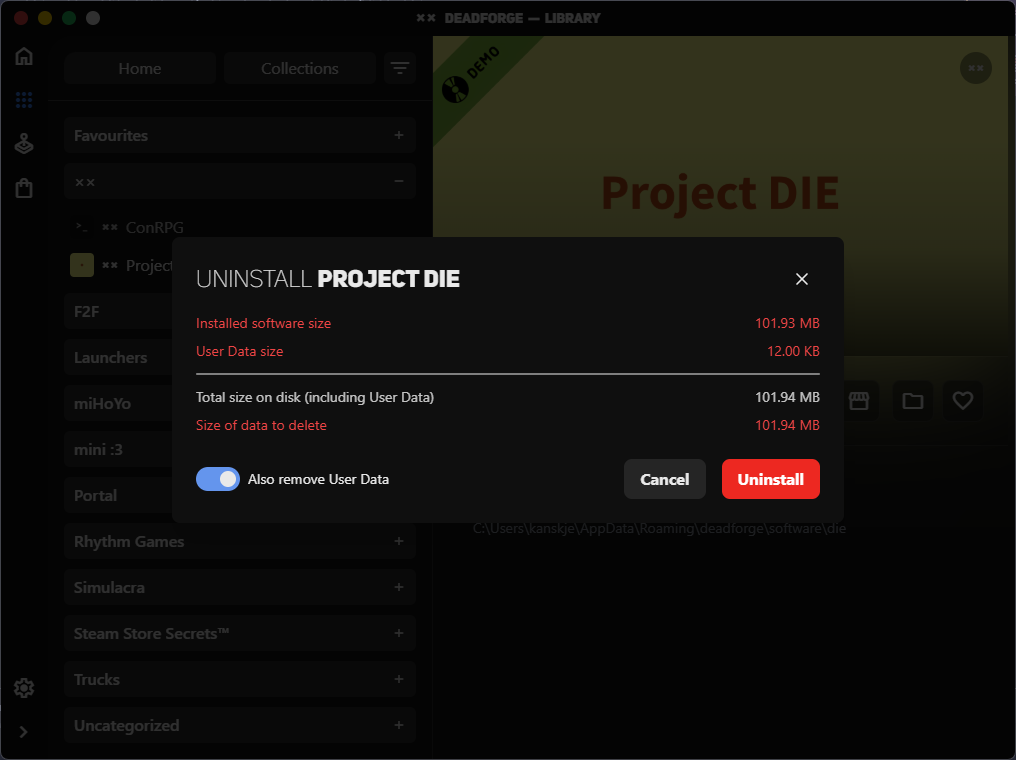 ×× DEADFORGE — LIBRARY
Home
Collections
Favourites +
×× −
>_ ×× ConRPG
×× Project
F2F
Launchers
miHoYo
mini :3
Portal
Rhythm Games +
Simulacra +
Steam Store Secrets™ +
Trucks +
Uncategorized +
DEMO
××
Project DIE
UNINSTALL PROJECT DIE
Installed software size 101.93 MB
User Data size 12.00 KB
Total size on disk (including User Data) 101.94 MB
Size of data to delete 101.94 MB
Also remove User Data
Cancel
Uninstall
C:\Users\kanskje\AppData\Roaming\deadforge\software\die